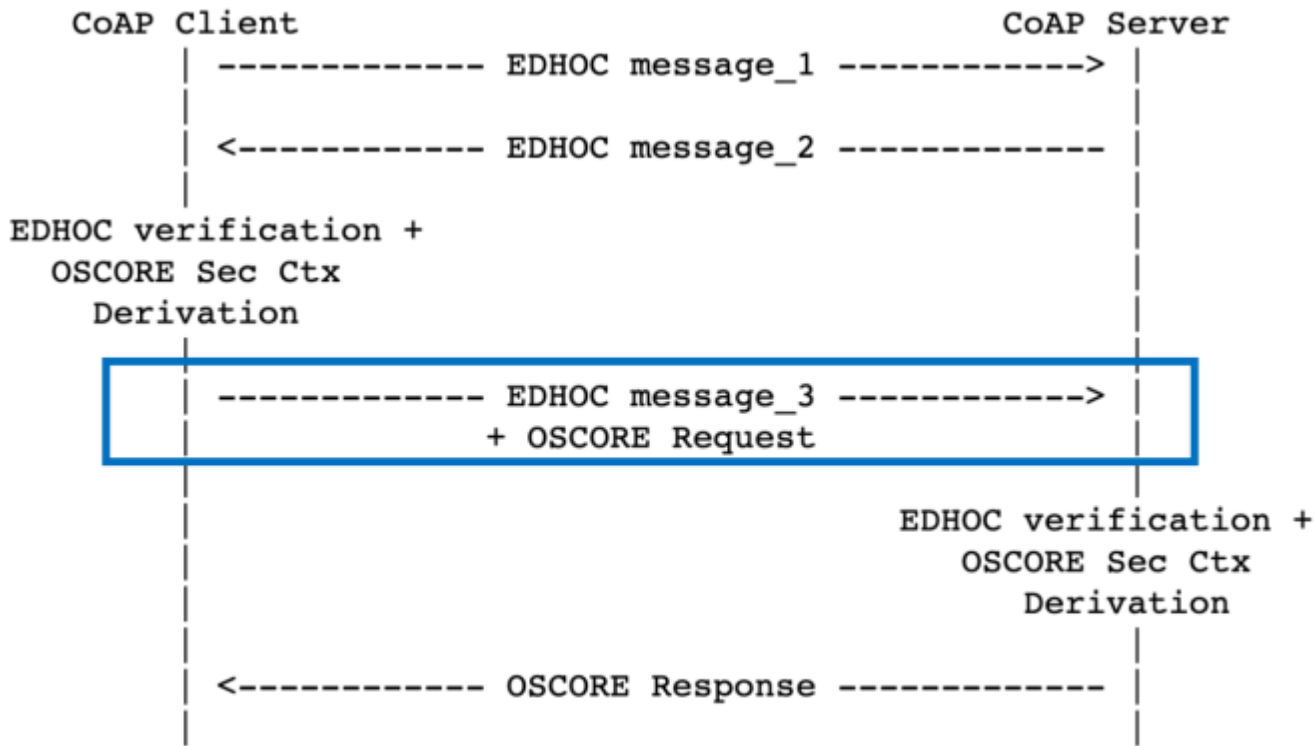 CoAP Client CoAP Server
------------- EDHOC message_1 ------------>
<------------ EDHOC message_2 -------------
EDHOC verification +
OSCORE Sec Ctx
Derivation
------------- EDHOC message_3 ------------>
+ OSCORE Request
EDHOC verification +
OSCORE Sec Ctx
Derivation
<------------ OSCORE Response -------------